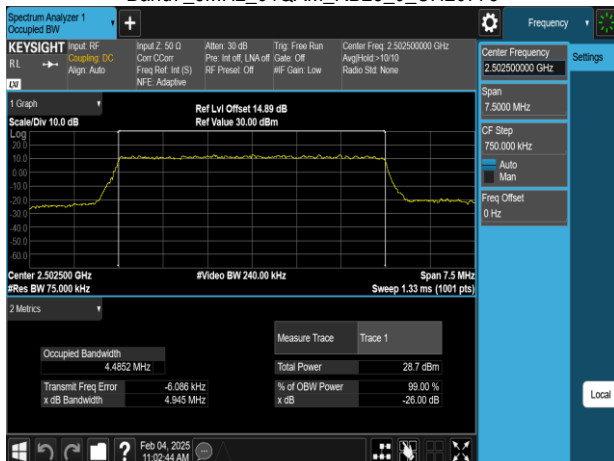 Spectrum Analyzer 1
Occupied BW
Frequency
KEYSIGHT
RL
Input: RF
Coupling: DC
Align: Auto
Input Z: 50 Ω
Corr CCorr
Freq Ref: Int (S)
NFE: Adaptive
Atten: 30 dB
Pre: Int off, LNA off
RF Presel: Off
Trig: Free Run
Gate: Off
#IF Gain: Low
Center Freq: 2.502500000 GHz
Avg|Hold:>10/10
Radio Std: None
LXI
1 Graph
Scale/Div 10.0 dB
Ref Lvl Offset 14.89 dB
Ref Value 30.00 dBm
Log
20.0
10.0
0.00
-10.0
-20.0
-30.0
-40.0
-50.0
-60.0
Center 2.502500 GHz
#Res BW 75.000 kHz
#Video BW 240.00 kHz
Span 7.5 MHz
Sweep 1.33 ms (1001 pts)
2 Metrics
Measure Trace
Trace 1
Occupied Bandwidth
4.4852 MHz
Total Power
28.7 dBm
Transmit Freq Error
-6.086 kHz
% of OBW Power
99.00 %
x dB Bandwidth
4.945 MHz
x dB
-26.00 dB
Feb 04, 2025
11:02:44 AM
Center Frequency
2.502500000 GHz
Settings
Span
7.5000 MHz
CF Step
750.000 kHz
Auto
Man
Freq Offset
0 Hz
Local